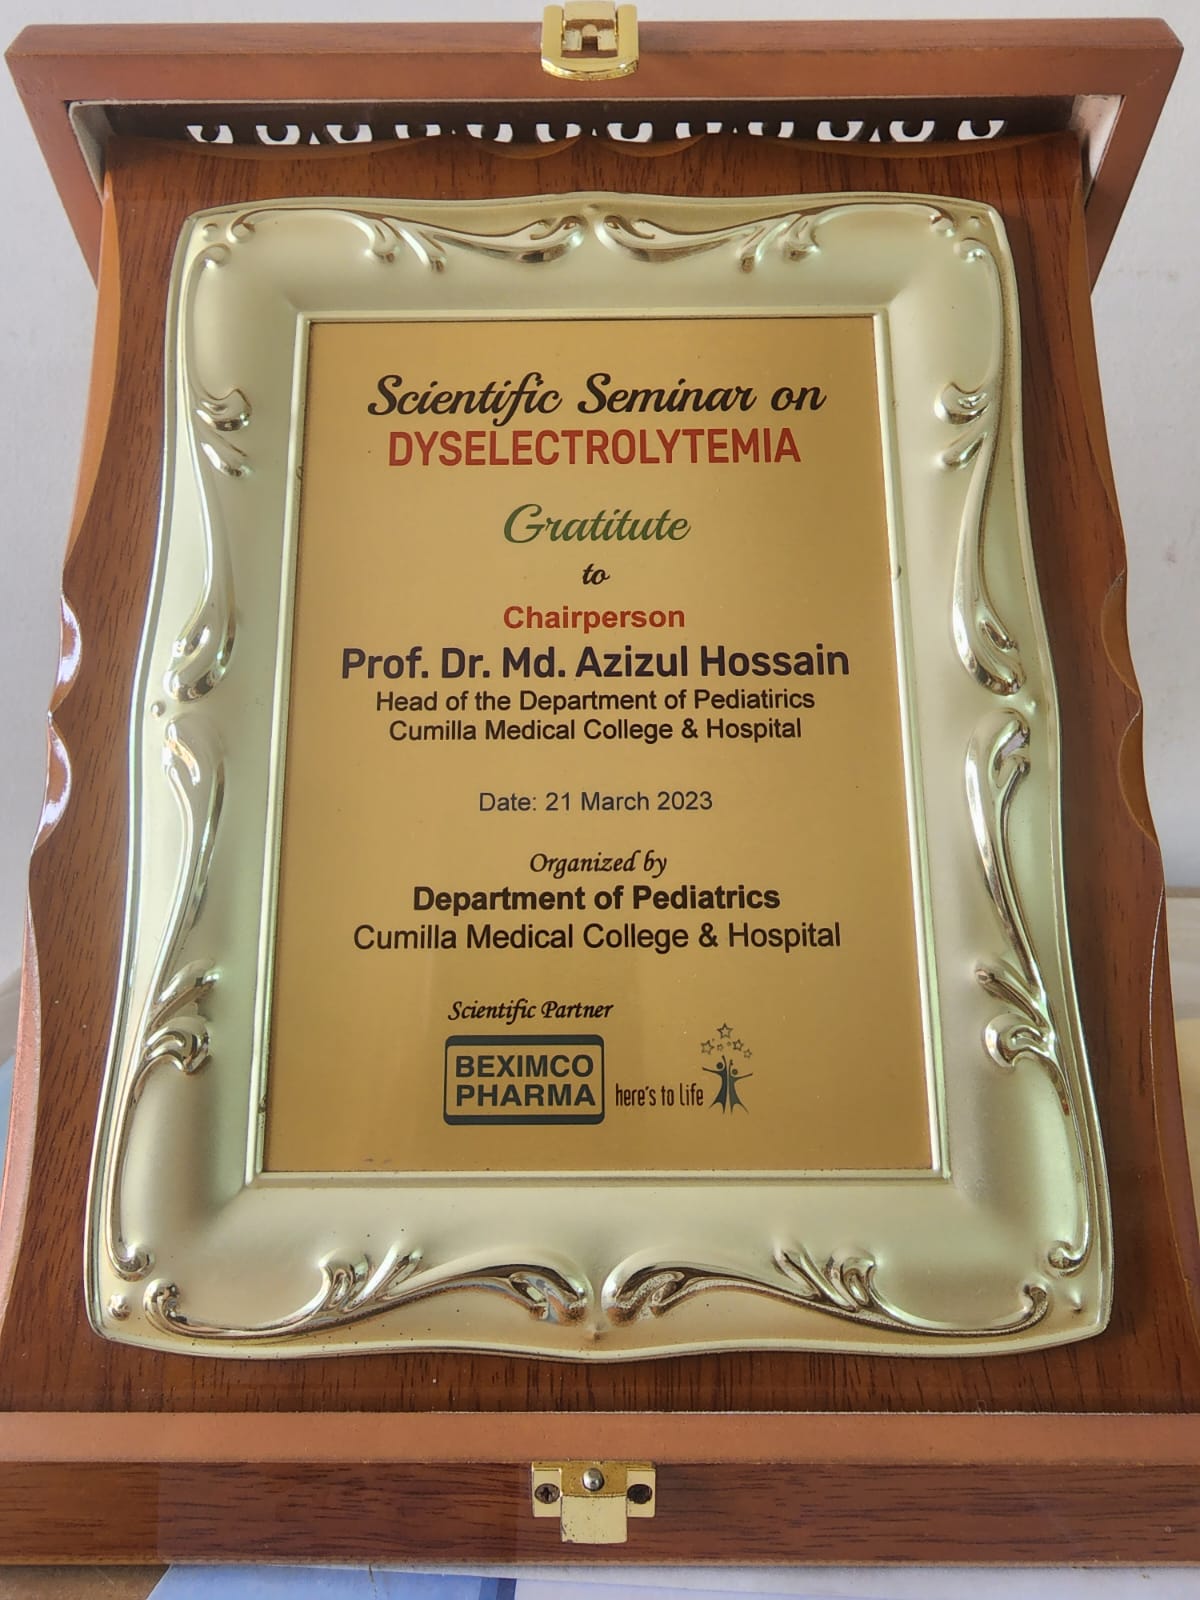 Scientific Seminar on
DYSELECTROLYTEMIA
Gratitute
to
Chairperson
Prof. Dr. Md. Azizul Hossain
Head of the Department of Pediatirics
Cumilla Medical College & Hospital
Date: 21 March 2023
Organized by
Department of Pediatrics
Cumilla Medical College & Hospital
Scientific Partner
BEXIMCO
PHARMA
here's to life